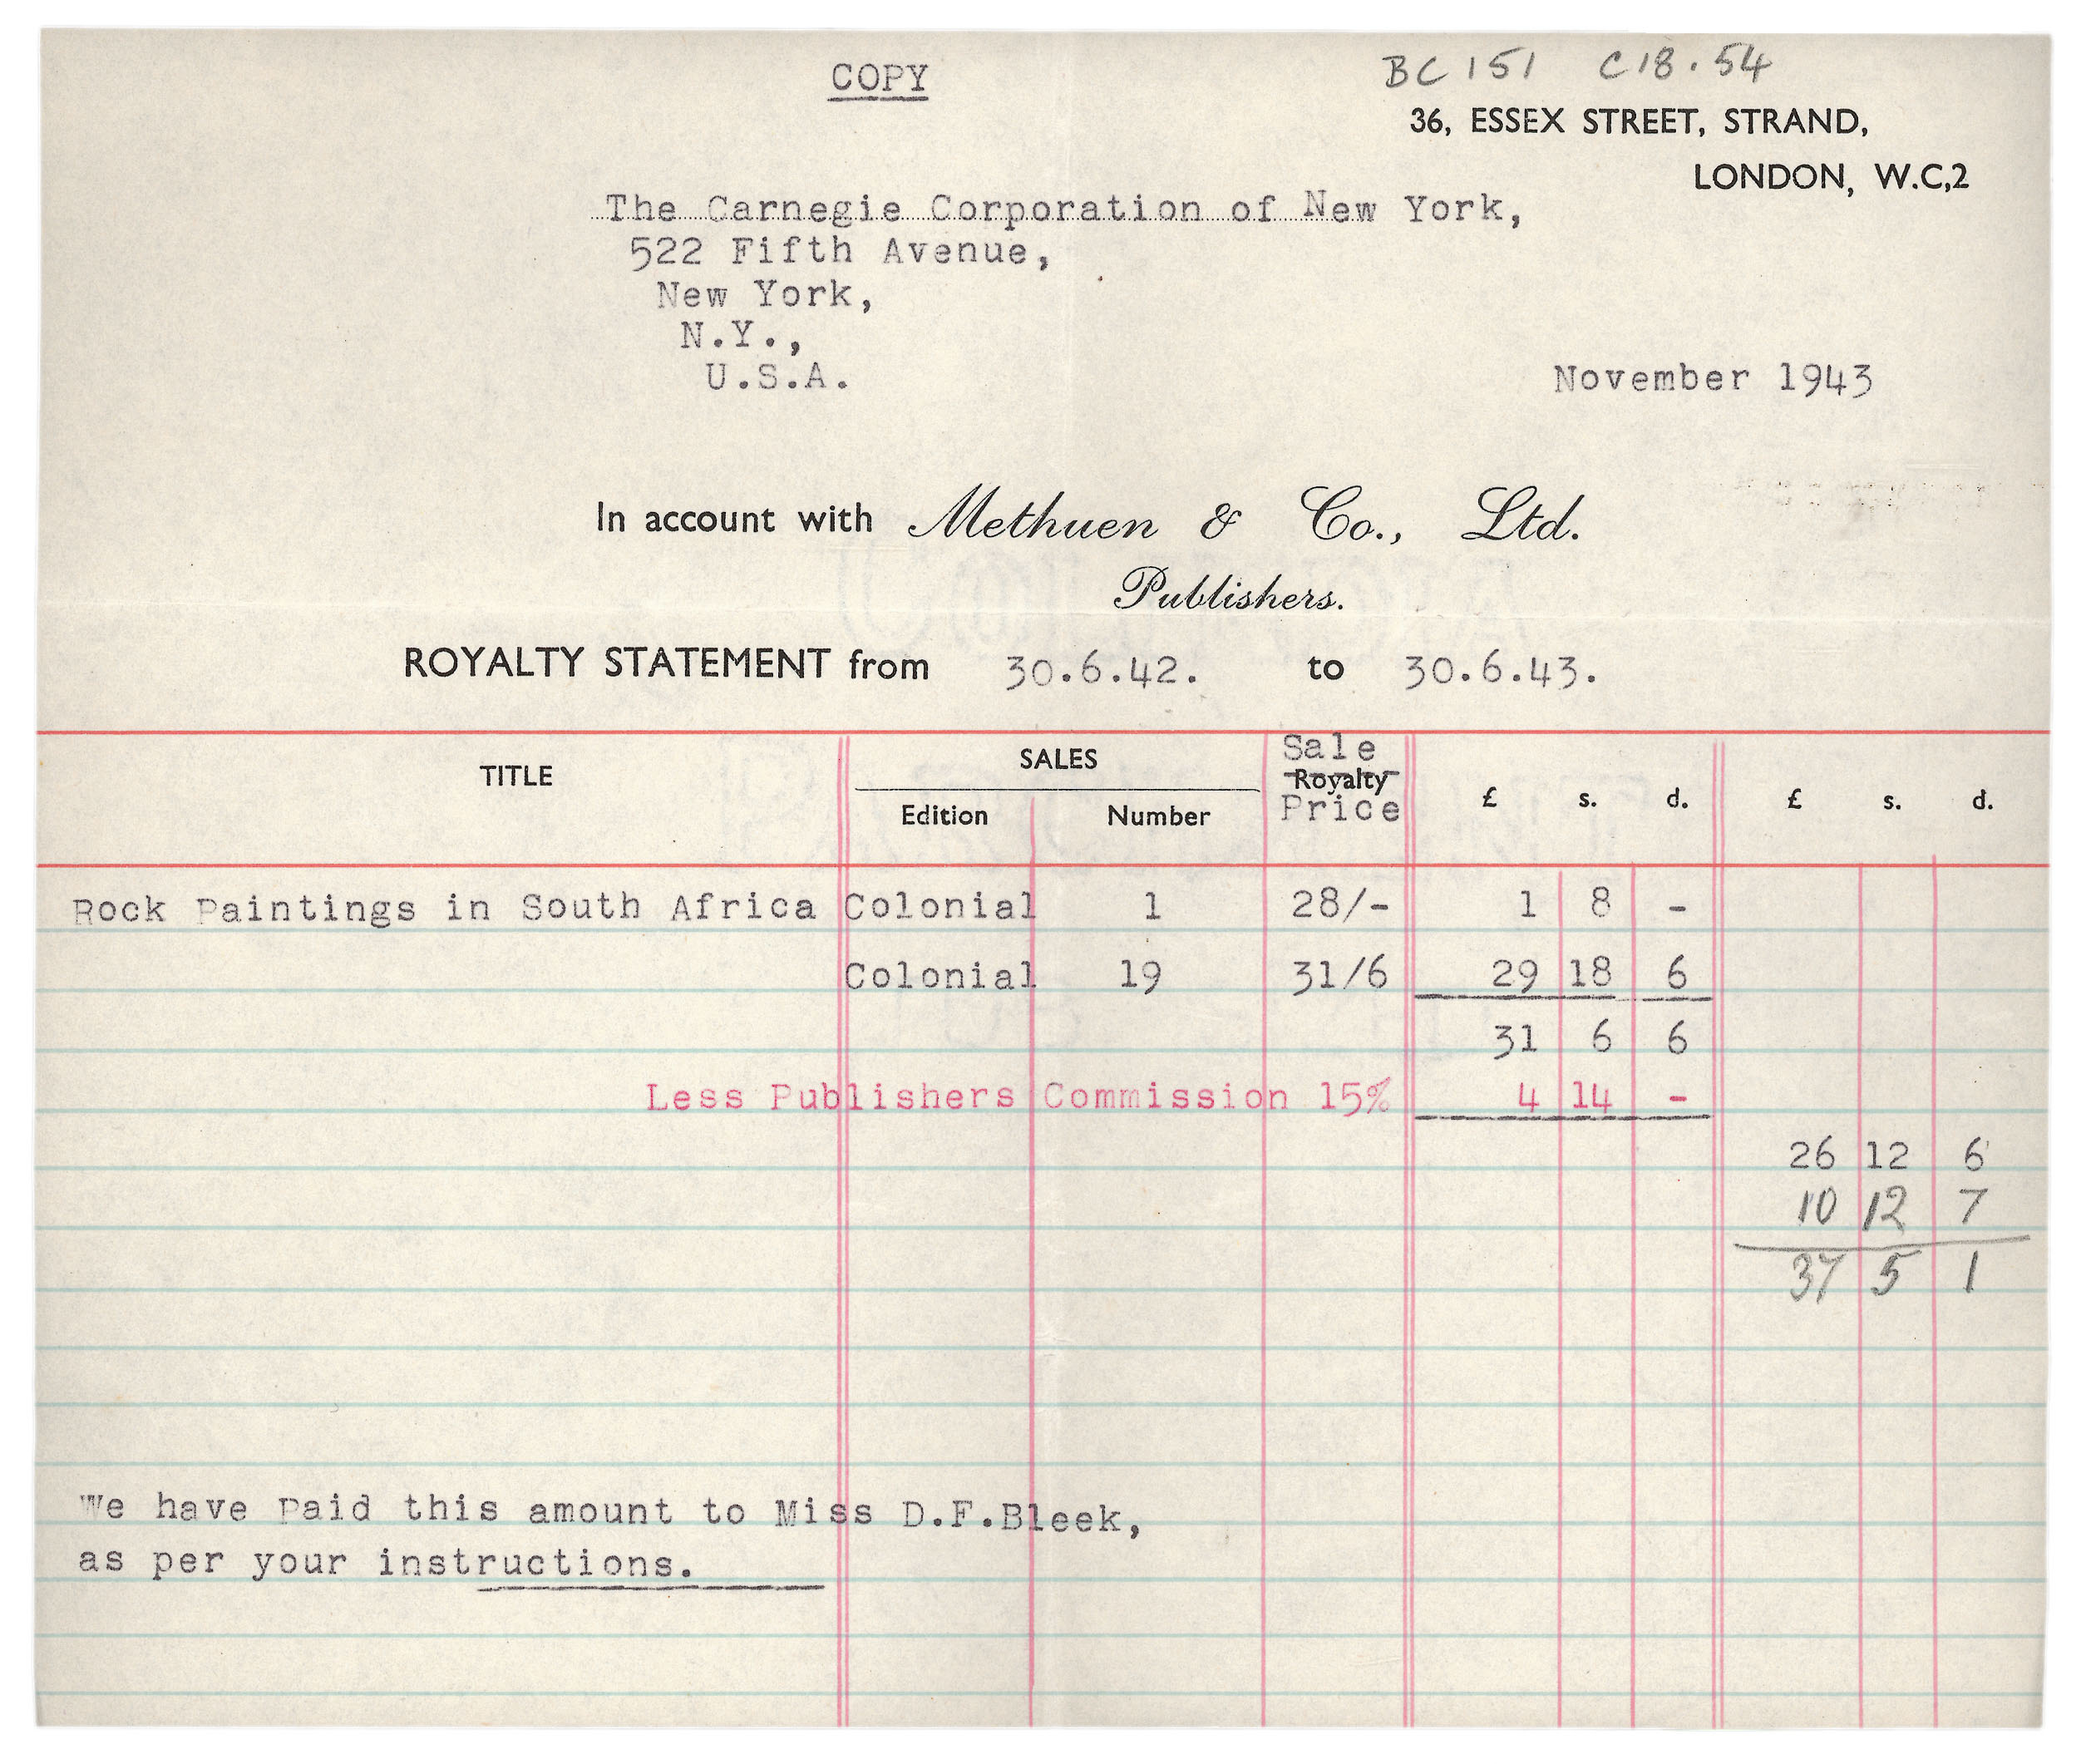 COPY
BC 151 C18.54
36, ESSEX STREET, STRAND,
LONDON, W.C,2
The Carnegie Corporation of New York,
522 Fifth Avenue,
New York,
N.Y.,
U.S.A.
November 1943
In account with Methuen & Co., Ltd.
Publishers.
ROYALTY STATEMENT from 30.6.42. to 30.6.43.
TITLE SALES Edition Number Sale Royalty Price £ s. d. £ s. d.
Rock Paintings in South Africa Colonial 1 28/- 1 8 -
Colonial 19 31/6 29 18 6
31 6 6
Less Publishers Commission 15% 4 14 -
26 12 6
10 12 7
37 5 1
We have paid this amount to Miss D.F.Bleek,
as per your instructions.